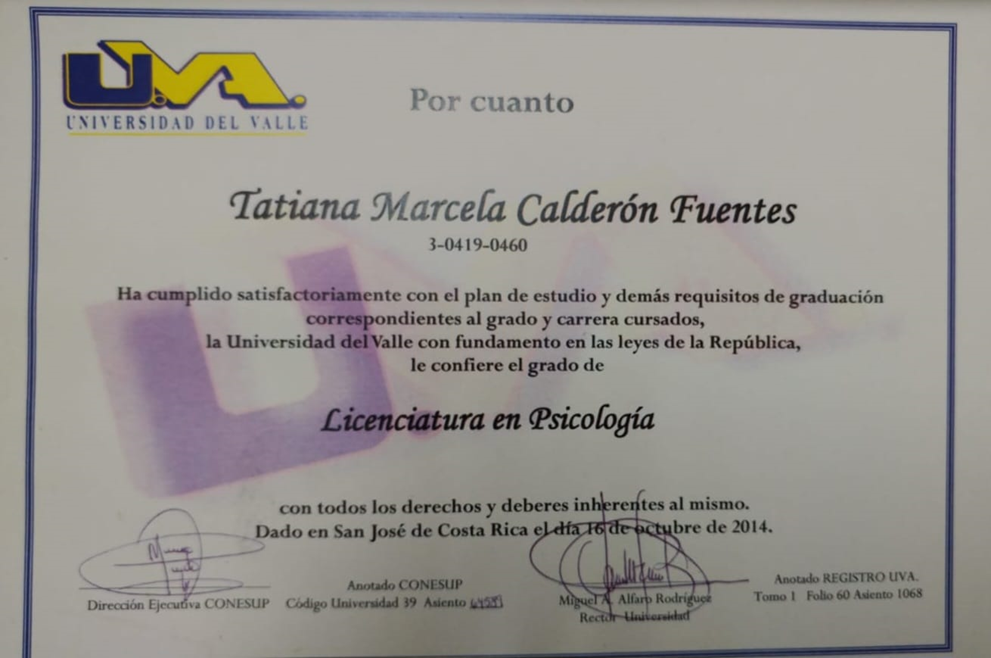 U.V.A.
UNIVERSIDAD DEL VALLE
Por cuanto
Tatiana Marcela Calderón Fuentes
3-0419-0460
Ha cumplido satisfactoriamente con el plan de estudio y demás requisitos de graduación
correspondientes al grado y carrera cursados,
la Universidad del Valle con fundamento en las leyes de la República,
le confiere el grado de
Licenciatura en Psicología
con todos los derechos y deberes inherentes al mismo.
Dado en San José de Costa Rica el día 16 de octubre de 2014.
Dirección Ejecutiva CONESUP
Anotado CONESUP
Código Universidad 39 Asiento
Miguel A. Alfaro Rodríguez
Rector Universidad
Anotado REGISTRO UVA.
Tomo 1 Folio 60 Asiento 1068